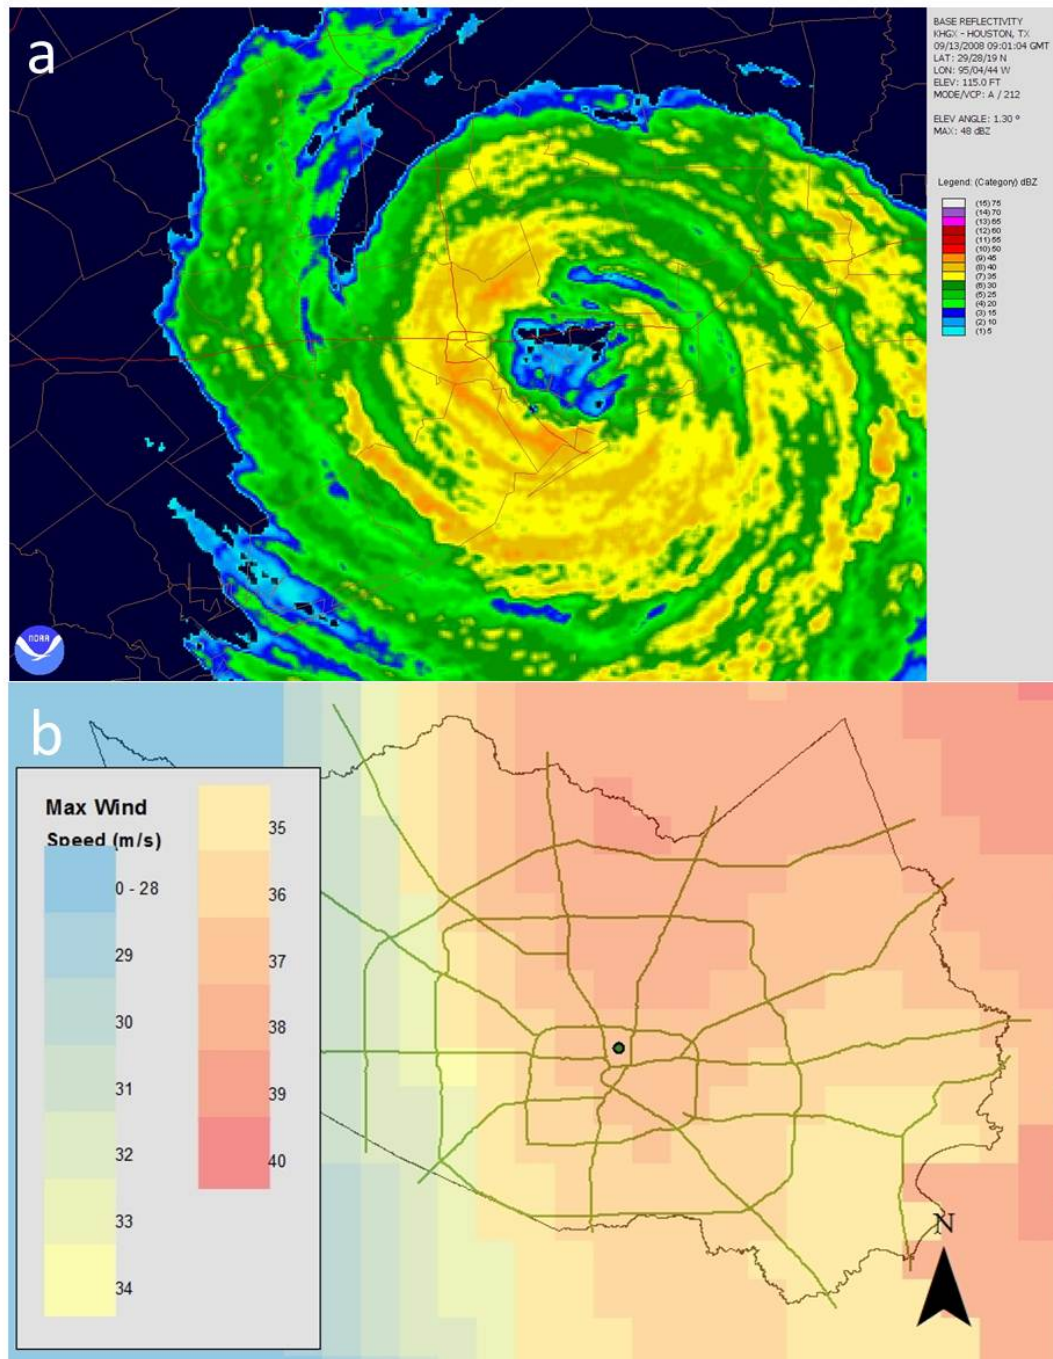 a
BASE REFLECTIVITY
KHGX - HOUSTON, TX
09/13/2008 09:01:04 GMT
LAT: 29/28/19 N
LON: 95/04/44 W
ELEV: 115.0 FT
MODE/VCP: A / 212
ELEV ANGLE: 1.30 °
MAX: 48 dBZ
Legend: (Category) dBZ
(15) 75
(14) 70
(13) 65
(12) 60
(11) 55
(10) 50
(9) 45
(8) 40
(7) 35
(6) 30
(5) 25
(4) 20
(3) 15
(2) 10
(1) 5
NOAA
b
Max Wind
Speed (m/s)
0 - 28
29
30
31
32
33
34
35
36
37
38
39
40
N